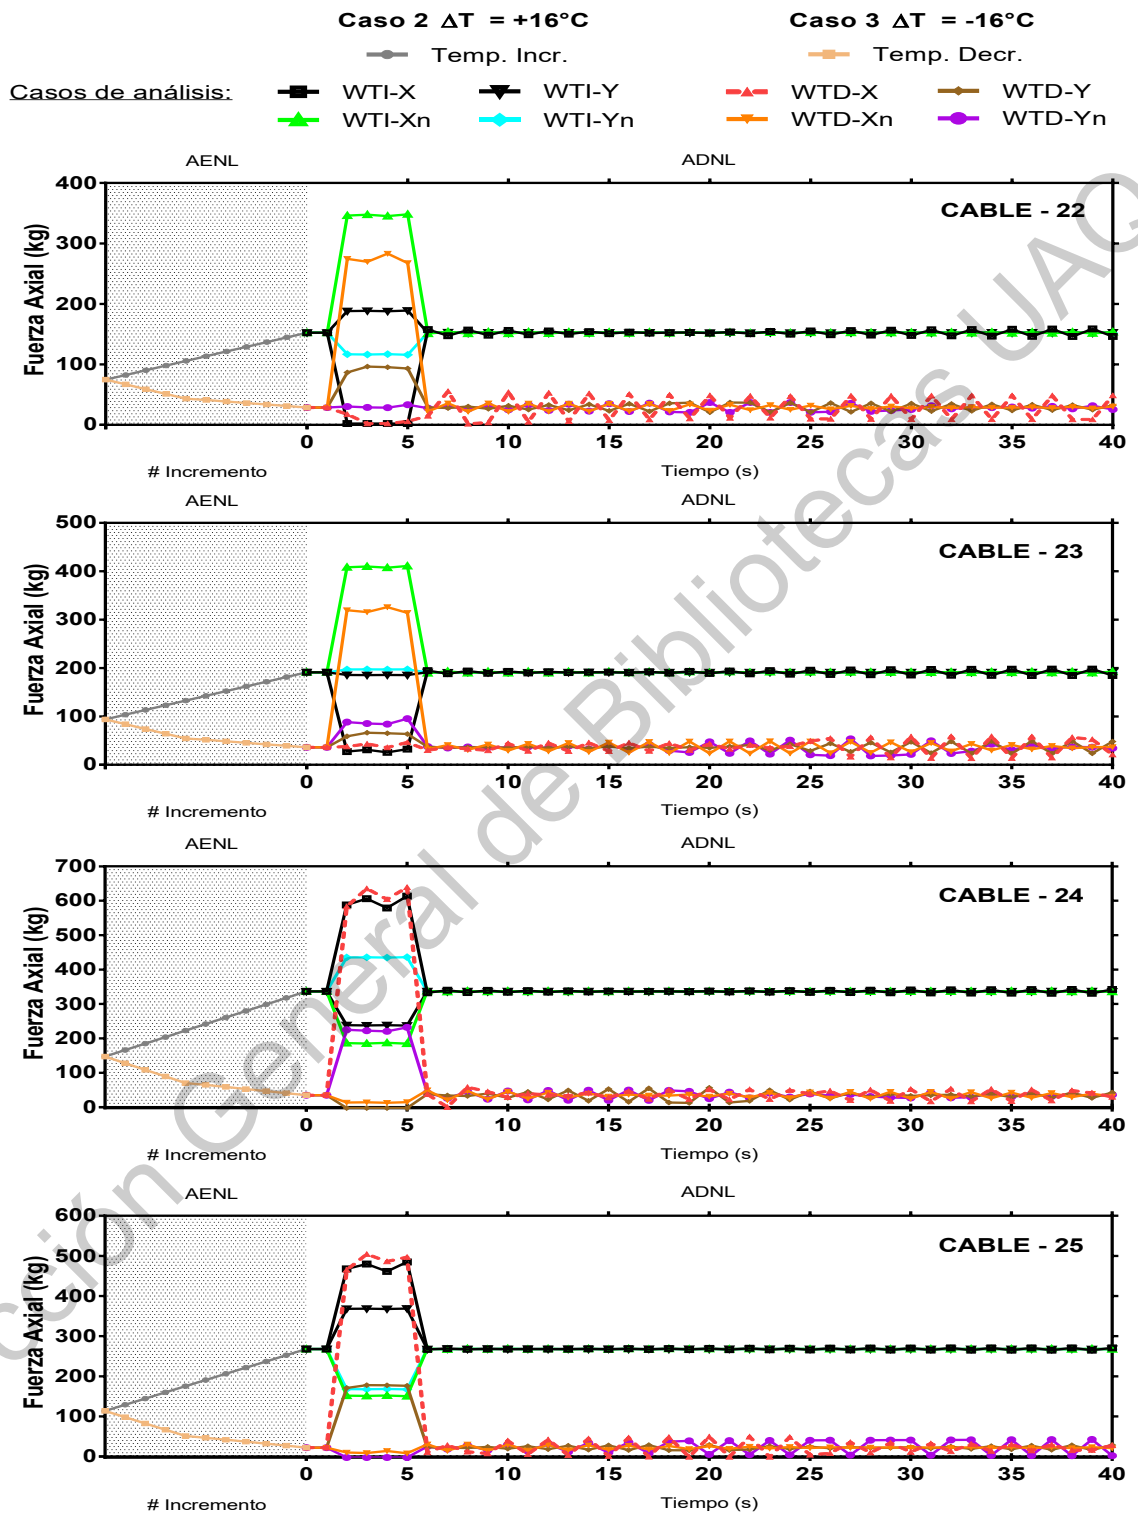 Caso 2 ΔT = +16°C Caso 3 ΔT = -16°C
Temp. Incr. Temp. Decr.
Casos de análisis: WTI-X WTI-Y WTD-X WTD-Y
WTI-Xn WTI-Yn WTD-Xn WTD-Yn
AENL ADNL
CABLE - 22
Fuerza Axial (kg)
400
300
200
100
0
0 5 10 15 20 25 30 35 40
# Incremento Tiempo (s)
AENL ADNL
CABLE - 23
Fuerza Axial (kg)
500
400
300
200
100
0
0 5 10 15 20 25 30 35 40
# Incremento Tiempo (s)
AENL ADNL
CABLE - 24
Fuerza Axial (kg)
700
600
500
400
300
200
100
0
0 5 10 15 20 25 30 35 40
# Incremento Tiempo (s)
AENL ADNL
CABLE - 25
Fuerza Axial (kg)
600
500
400
300
200
100
0
0 5 10 15 20 25 30 35 40
# Incremento Tiempo (s)
cción General de Bibliotecas UAQ